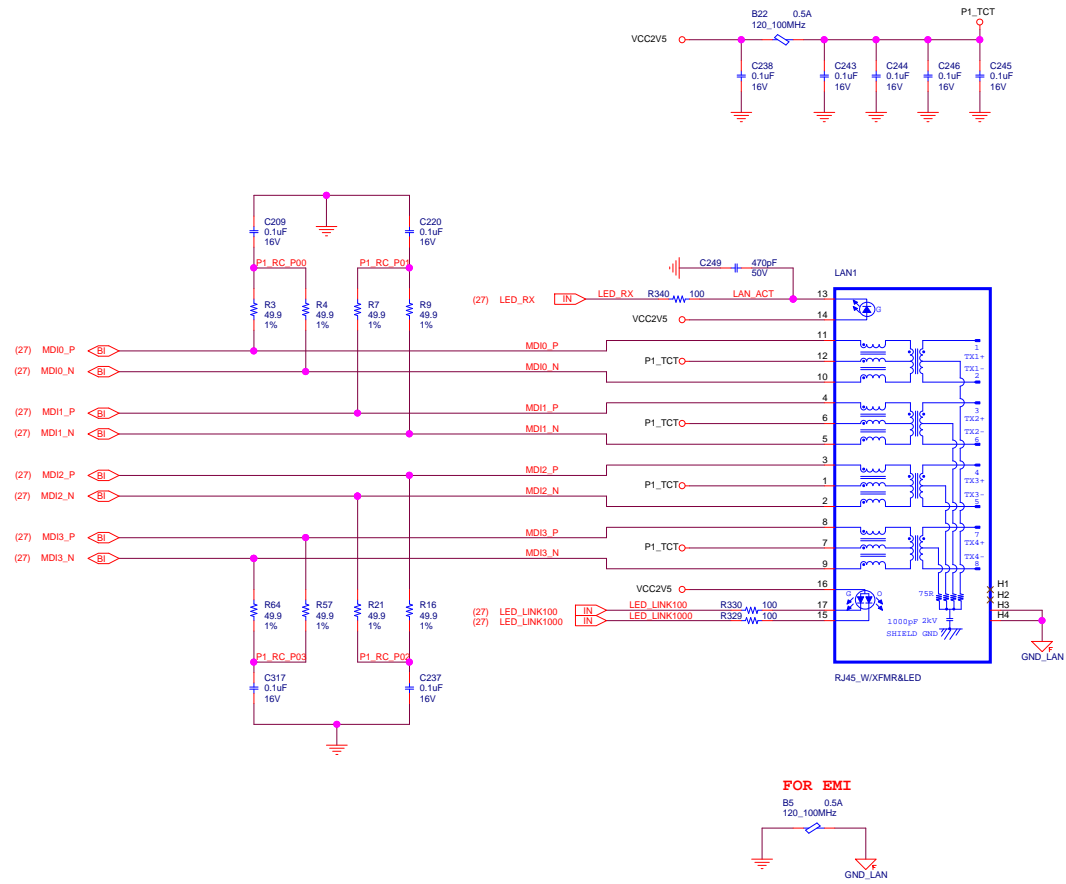 B22 0.5A
120_100MHz
P1_TCT
VCC2V5
C238
0.1uF
16V
C243
0.1uF
16V
C244
0.1uF
16V
C246
0.1uF
16V
C245
0.1uF
16V
C209
0.1uF
16V
C220
0.1uF
16V
P1_RC_P00
P1_RC_P01
R3
49.9
1%
R4
49.9
1%
R7
49.9
1%
R9
49.9
1%
C249
470pF
50V
LAN1
(27) LED_RX IN LED_RX R340 100 LAN_ACT 13
G
VCC2V5 14
(27) MDI0_P BI MDI0_P 11
P1_TCT 12
(27) MDI0_N BI MDI0_N 10
1
TX1+
TX1-
2
(27) MDI1_P BI MDI1_P 4
P1_TCT 6
(27) MDI1_N BI MDI1_N 5
3
TX2+
TX2-
6
(27) MDI2_P BI MDI2_P 3
P1_TCT 1
(27) MDI2_N BI MDI2_N 2
4
TX3+
TX3-
5
(27) MDI3_P BI MDI3_P 8
P1_TCT 7
(27) MDI3_N BI MDI3_N 9
7
TX4+
TX4-
8
VCC2V5 16
(27) LED_LINK100 IN LED_LINK100 R330 100 17
(27) LED_LINK1000 IN LED_LINK1000 R329 100 15
G O
75R
1000pF 2kV
SHIELD GND
H1
H2
H3
H4
F
GND_LAN
RJ45_W/XFMR&LED
R64
49.9
1%
R57
49.9
1%
R21
49.9
1%
R16
49.9
1%
P1_RC_P03
P1_RC_P02
C317
0.1uF
16V
C237
0.1uF
16V
FOR EMI
B5 0.5A
120_100MHz
F
GND_LAN